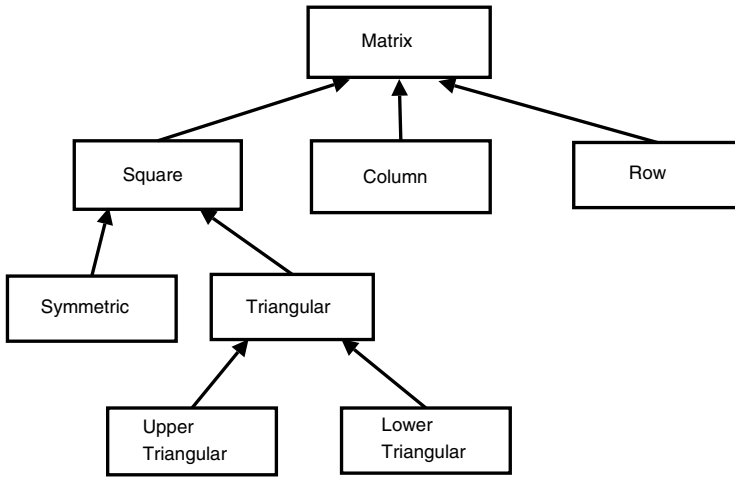 Matrix
Square
Column
Row
Symmetric
Triangular
Upper
Triangular
Lower
Triangular